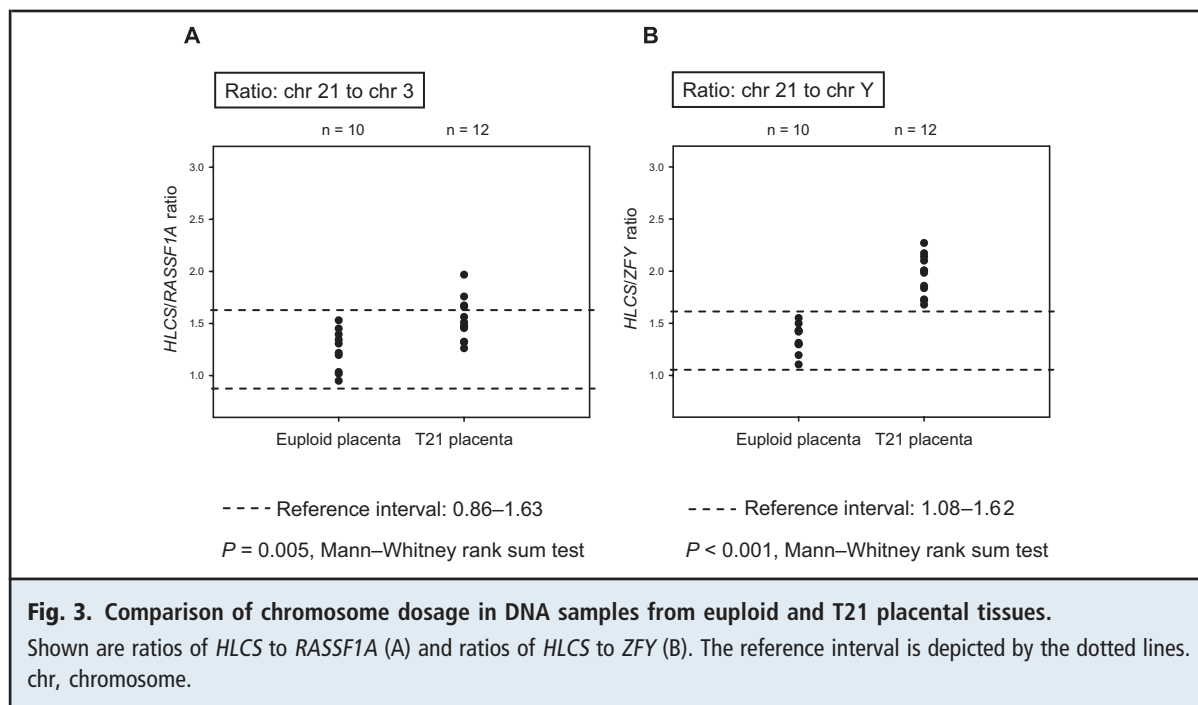 A
Ratio: chr 21 to chr 3
n = 10 n = 12
HLCS/RASSF1A ratio
3.0
2.5
2.0
1.5
1.0
Euploid placenta T21 placenta
---- Reference interval: 0.86–1.63
P = 0.005, Mann–Whitney rank sum test
B
Ratio: chr 21 to chr Y
n = 10 n = 12
HLCS/ZFY ratio
3.0
2.5
2.0
1.5
1.0
Euploid placenta T21 placenta
---- Reference interval: 1.08–1.62
P < 0.001, Mann–Whitney rank sum test
Fig. 3. Comparison of chromosome dosage in DNA samples from euploid and T21 placental tissues.
Shown are ratios of HLCS to RASSF1A (A) and ratios of HLCS to ZFY (B). The reference interval is depicted by the dotted lines.
chr, chromosome.